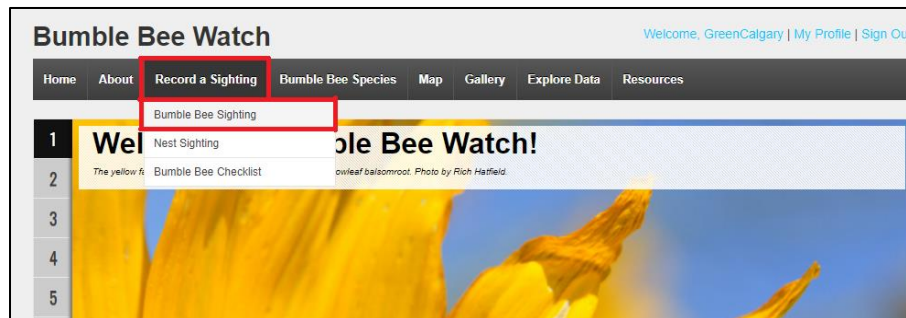 Bumble Bee Watch
Welcome, GreenCalgary | My Profile | Sign Ou
Home About Record a Sighting Bumble Bee Species Map Gallery Explore Data Resources
Bumble Bee Sighting
Nest Sighting
Bumble Bee Checklist
1
Wel ble Bee Watch!
The yellow fa owleaf balsomroot. Photo by Rich Hatfield.
2
3
4
5